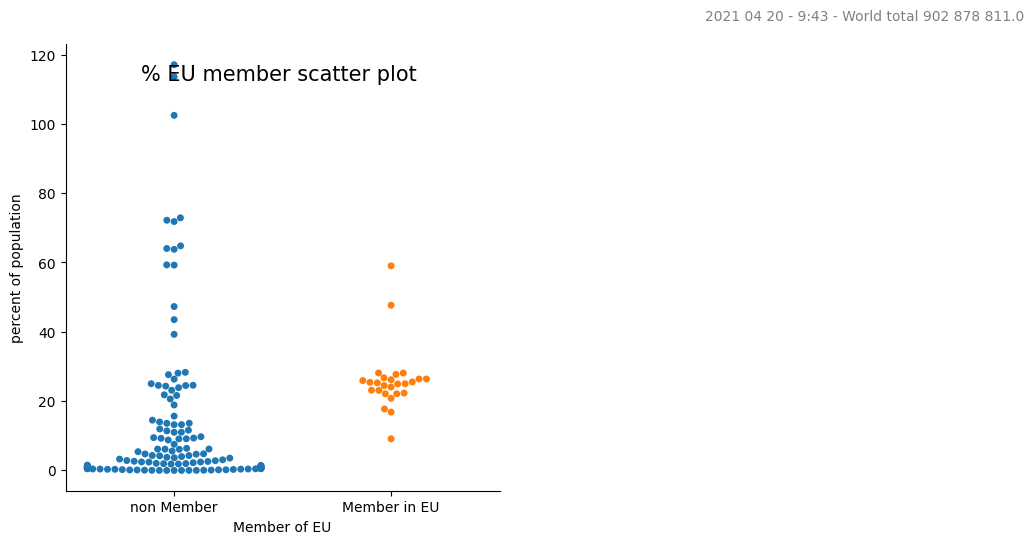 2021 04 20 - 9:43 - World total 902 878 811.0
% EU member scatter plot
120
100
80
60
40
20
0
percent of population
non Member
Member in EU
Member of EU